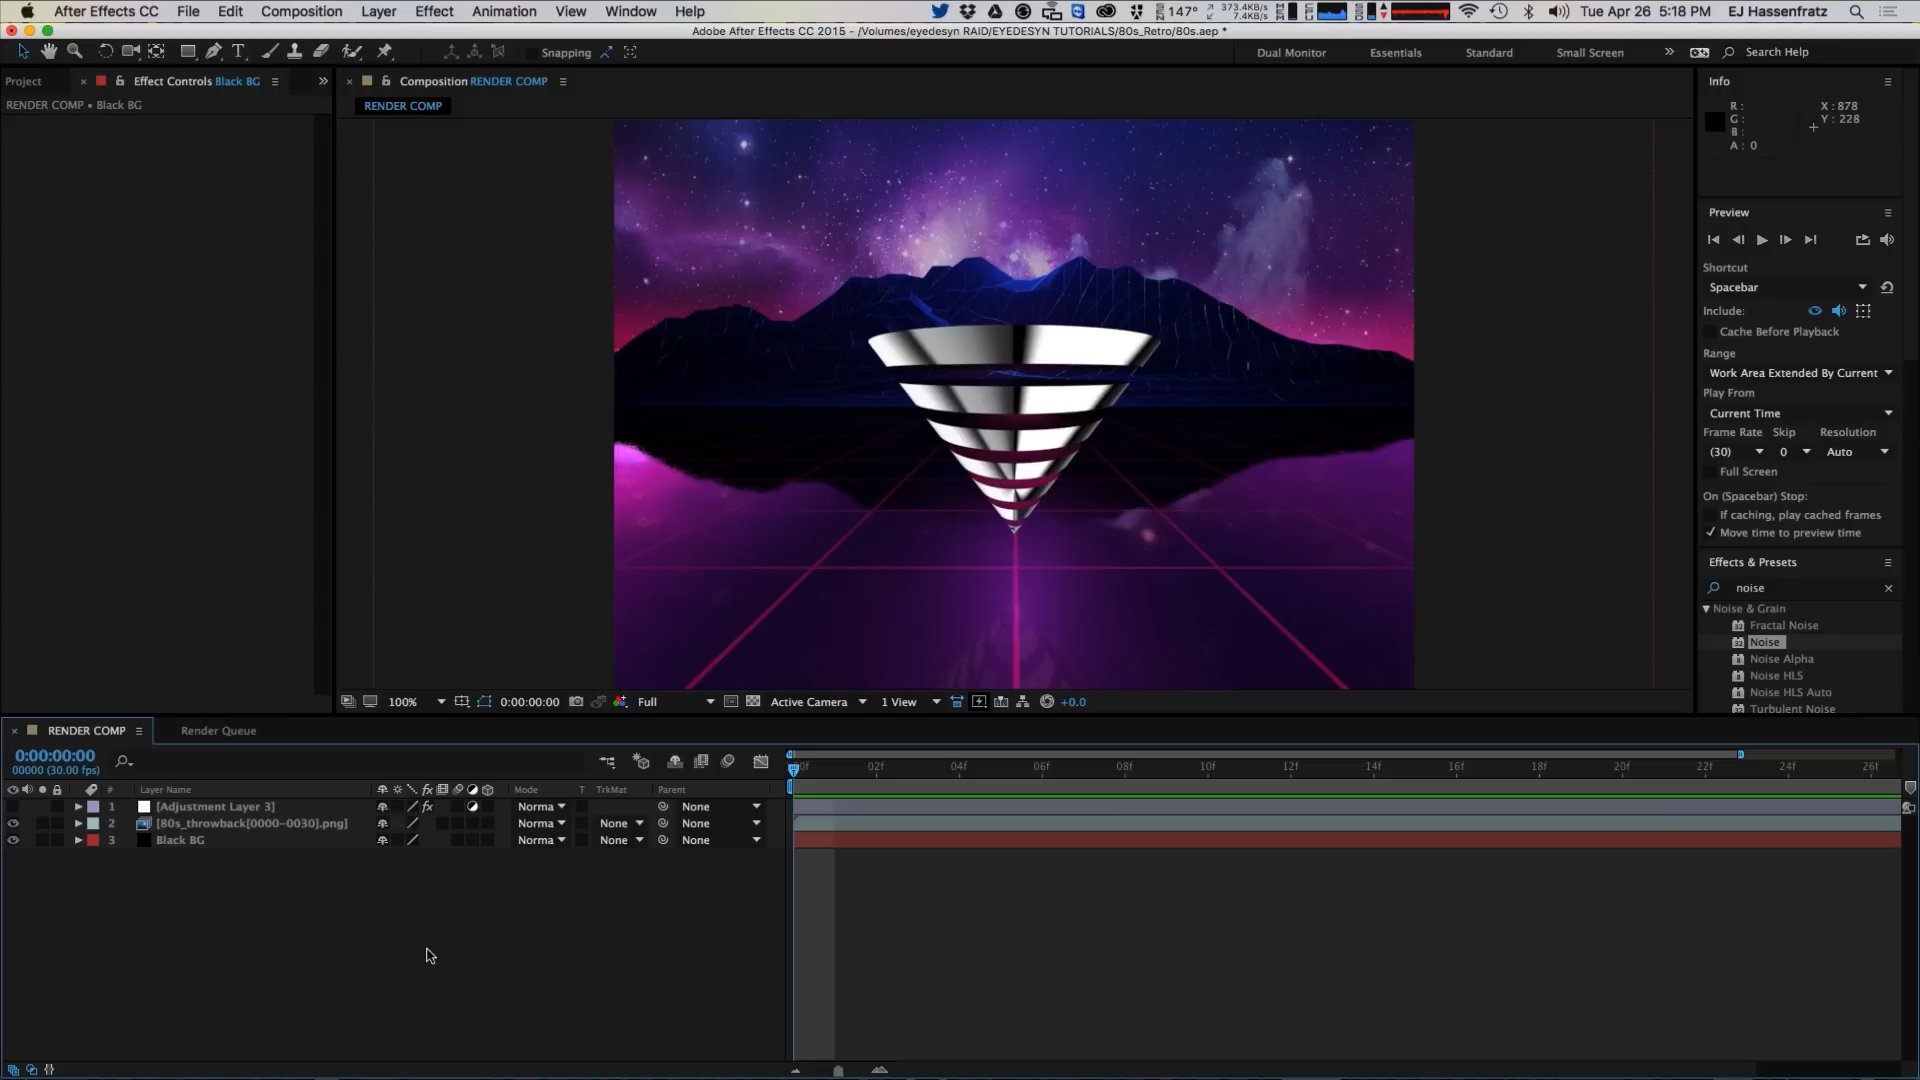 After Effects CC File Edit Composition Layer Effect Animation View Window Help 147° 373.4KB/s 7.4KB/s Tue Apr 26 5:18 PM EJ Hassenfratz
Adobe After Effects CC 2015 - /Volumes/eyedesyn RAID/EYEDESYN TUTORIALS/80s_Retro/80s.aep *
Snapping Dual Monitor Essentials Standard Small Screen Search Help
Project Effect Controls Black BG Composition RENDER COMP Info
RENDER COMP • Black BG RENDER COMP
R : X : 878
G : Y : 228
B :
A : 0
Preview
Shortcut
Spacebar
Include:
Cache Before Playback
Range
Work Area Extended By Current
Play From
Current Time
Frame Rate Skip Resolution
(30) 0 Auto
Full Screen
On (Spacebar) Stop:
If caching, play cached frames
Move time to preview time
Effects & Presets
noise
Noise & Grain
Fractal Noise
Noise
Noise Alpha
Noise HLS
Noise HLS Auto
Turbulent Noise
100% 0:00:00:00 Full Active Camera 1 View +0.0
RENDER COMP Render Queue
0:00:00:00
00000 (30.00 fps)
02f 04f 06f 08f 10f 12f 14f 16f 18f 20f 22f 24f 26f
# Layer Name Mode T TrkMat Parent
1 [Adjustment Layer 3] Norma None
2 [80s_throwback[0000-0030].png] Norma None None
3 Black BG Norma None None